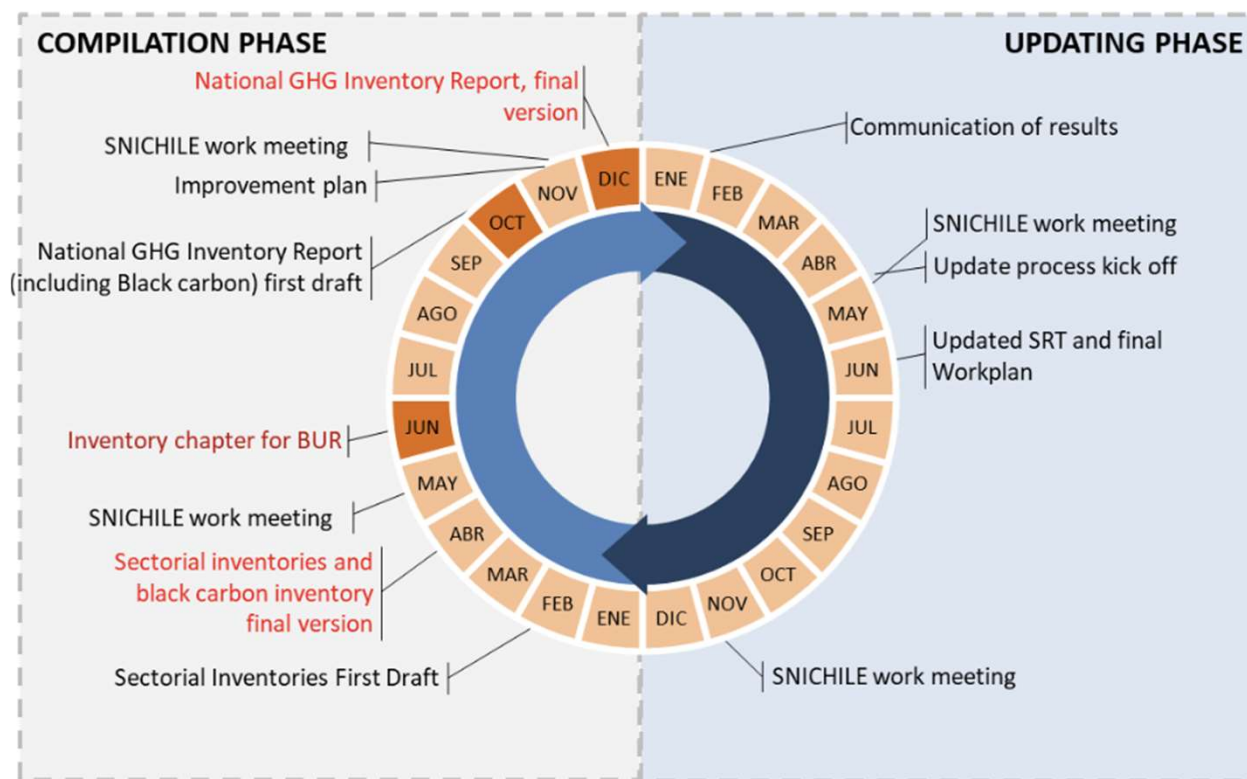 COMPILATION PHASE
UPDATING PHASE
National GHG Inventory Report, final
version
SNICHILE work meeting
Improvement plan
National GHG Inventory Report
(including Black carbon) first draft
Inventory chapter for BUR
SNICHILE work meeting
Sectorial inventories and
black carbon inventory
final version
Sectorial Inventories First Draft
Communication of results
SNICHILE work meeting
Update process kick off
Updated SRT and final
Workplan
SNICHILE work meeting
ENE
FEB
MAR
ABR
MAY
JUN
JUL
AGO
SEP
OCT
NOV
DIC
ENE
FEB
MAR
ABR
MAY
JUN
JUL
AGO
SEP
OCT
NOV
DIC